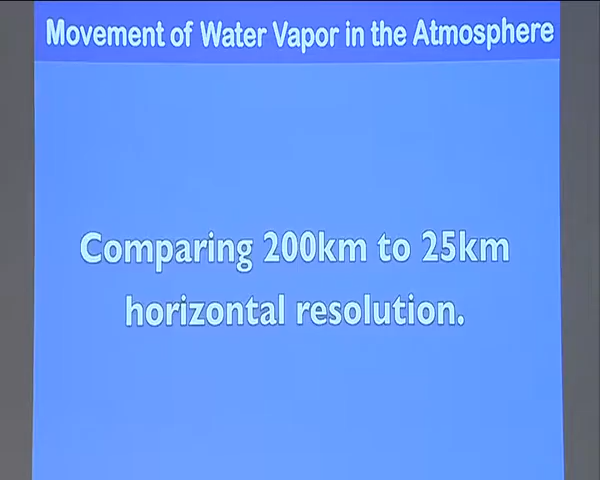 Movement of Water Vapor in the Atmosphere
Comparing 200km to 25km
horizontal resolution.